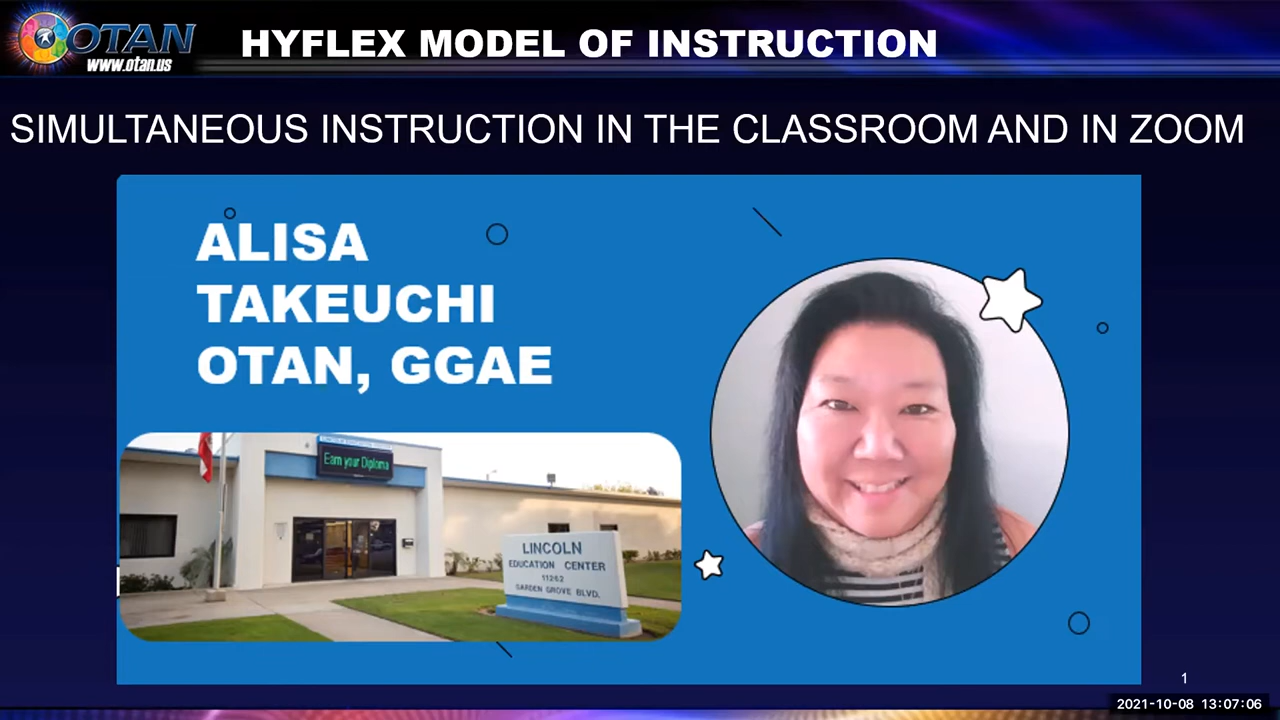 OTAN
www.otan.us
HYFLEX MODEL OF INSTRUCTION
SIMULTANEOUS INSTRUCTION IN THE CLASSROOM AND IN ZOOM
ALISA
TAKEUCHI
OTAN, GGAE
Earn your Diploma
LINCOLN
EDUCATION CENTER
11262
GARDEN GROVE BLVD.
1
2021-10-08 13:07:06